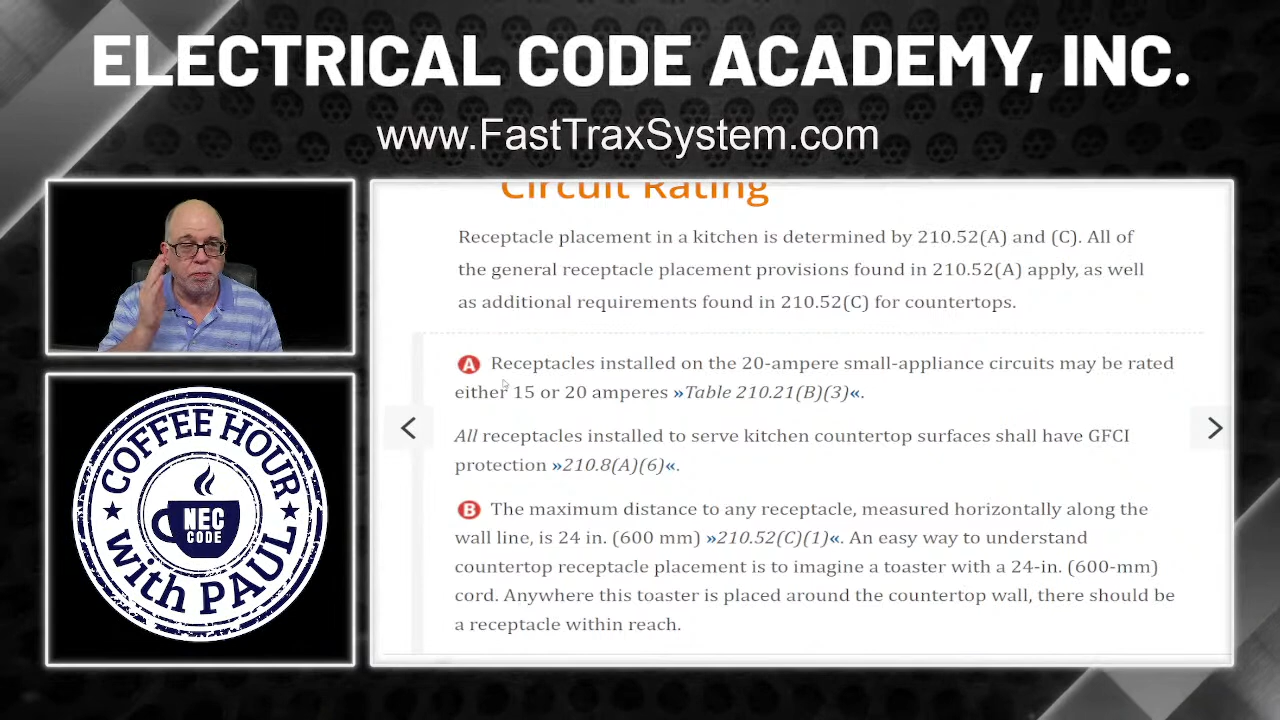 ELECTRICAL CODE ACADEMY, INC.
www.FastTraxSystem.com
Circuit Rating
Receptacle placement in a kitchen is determined by 210.52(A) and (C). All of
the general receptacle placement provisions found in 210.52(A) apply, as well
as additional requirements found in 210.52(C) for countertops.
A Receptacles installed on the 20-ampere small-appliance circuits may be rated
either 15 or 20 amperes »Table 210.21(B)(3)«.
All receptacles installed to serve kitchen countertop surfaces shall have GFCI
protection »210.8(A)(6)«.
B The maximum distance to any receptacle, measured horizontally along the
wall line, is 24 in. (600 mm) »210.52(C)(1)«. An easy way to understand
countertop receptacle placement is to imagine a toaster with a 24-in. (600-mm)
cord. Anywhere this toaster is placed around the countertop wall, there should be
a receptacle within reach.
COFFEE HOUR
NEC
CODE
with PAUL